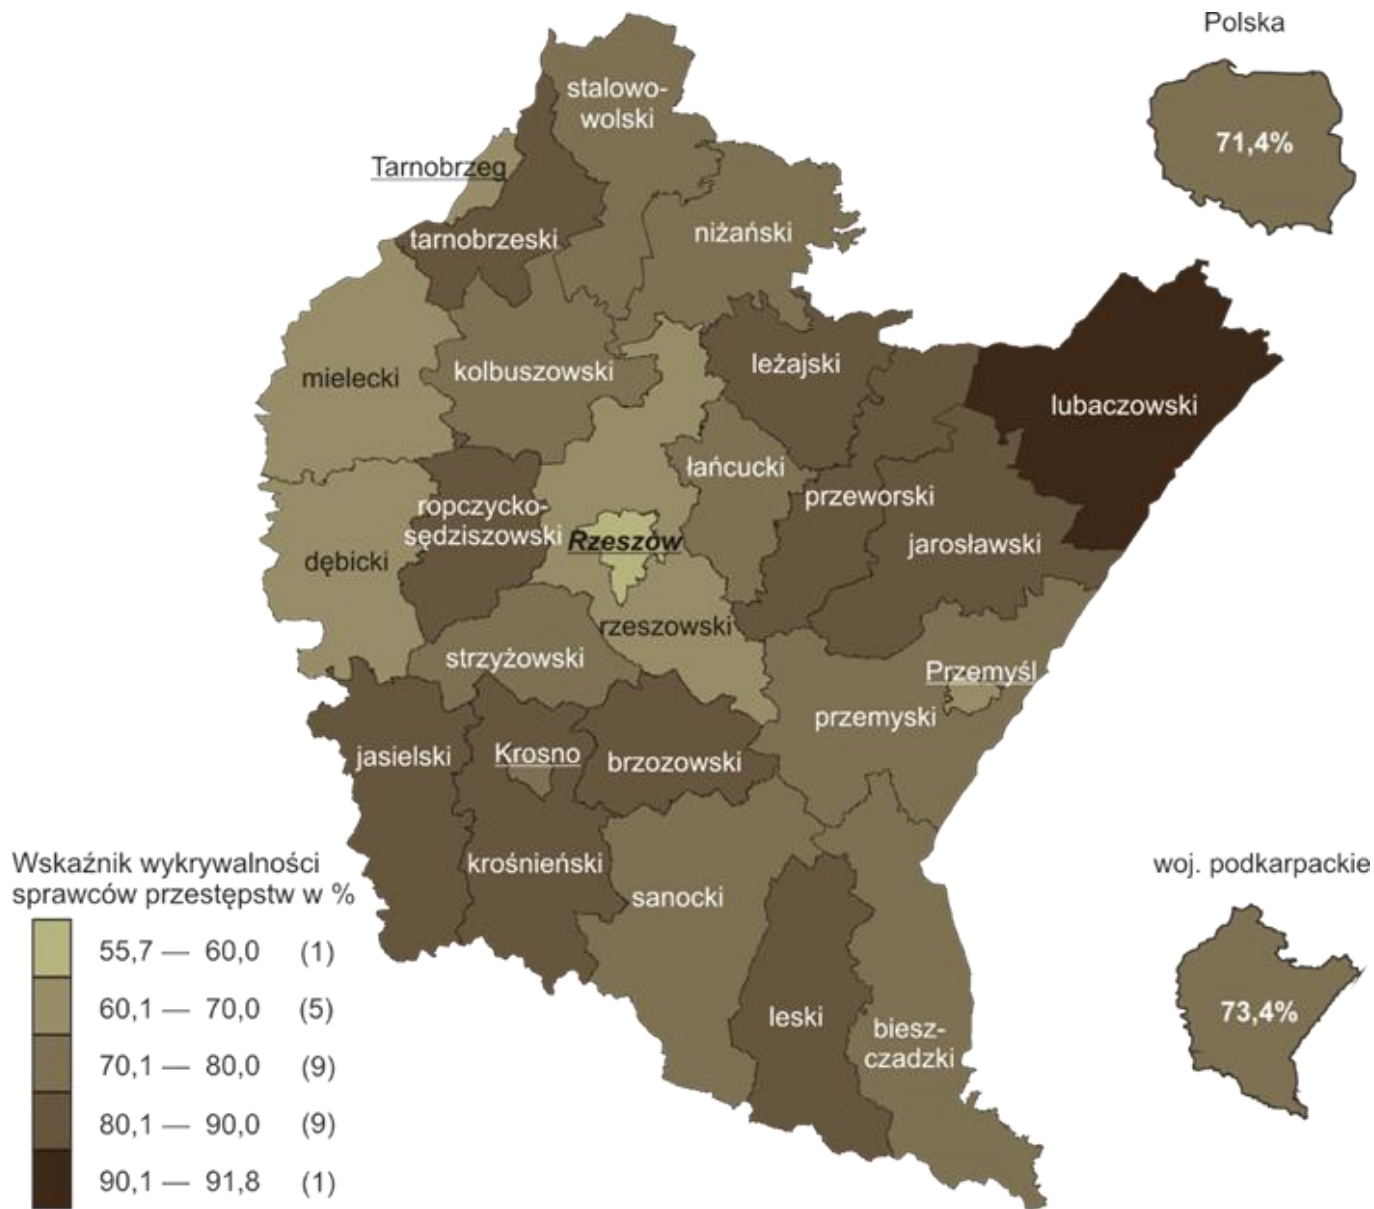 Polska
71,4%
stalowo-
wolski
Tarnobrzeg
tarnobrzeski
niżański
mielecki
kolbuszowski
leżajski
lubaczowski
łańcucki
ropczycko-
sędziszowski
przeworski
Rzeszów
jarosławski
dębicki
rzeszowski
strzyżowski
Przemyśl
przemyski
jasielski
Krosno
brzozowski
krośnieński
sanocki
leski
biesz-
czadzki
Wskaźnik wykrywalności
sprawców przestępstw w %
55,7 — 60,0 (1)
60,1 — 70,0 (5)
70,1 — 80,0 (9)
80,1 — 90,0 (9)
90,1 — 91,8 (1)
woj. podkarpackie
73,4%